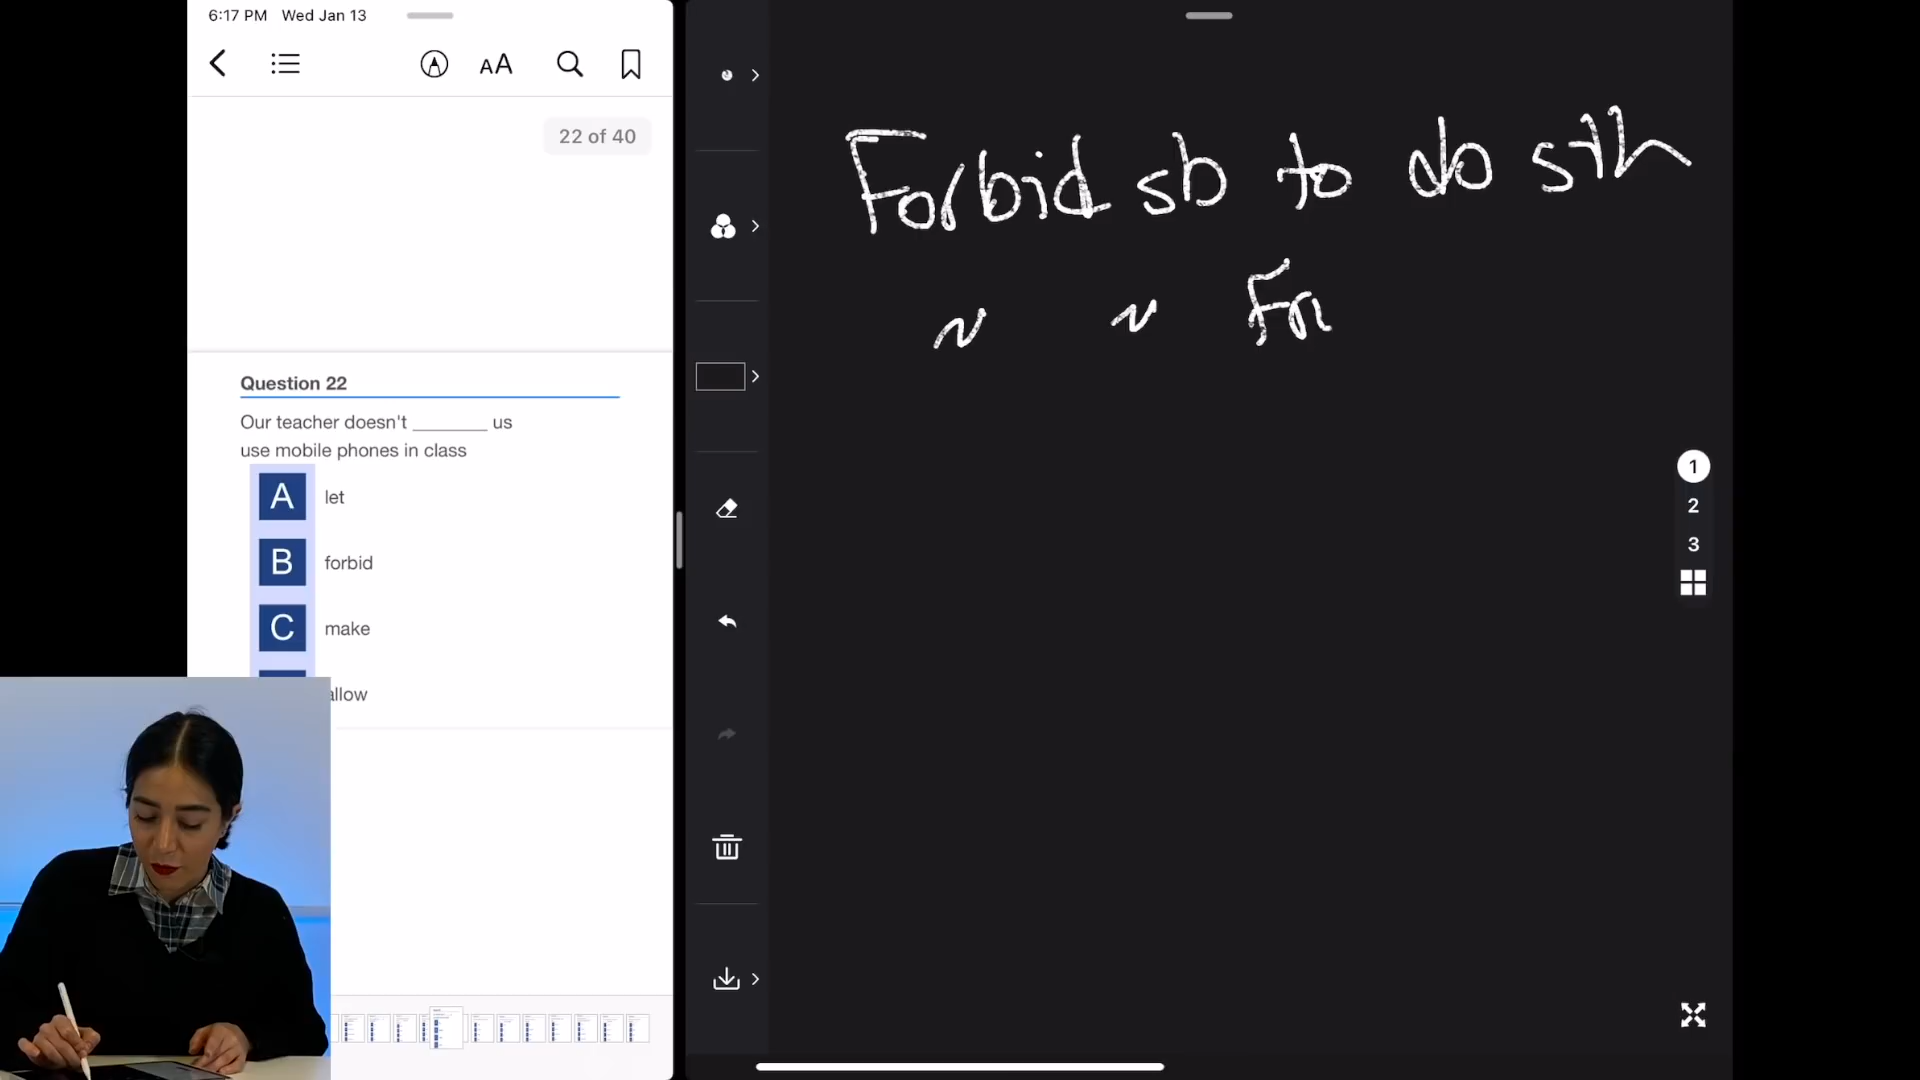 6:17 PM Wed Jan 13
AA
22 of 40
Question 22
Our teacher doesn't ________ us
use mobile phones in class
A let
B forbid
C make
allow
Forbid sb to do sth
〃 〃 Fr
1
2
3